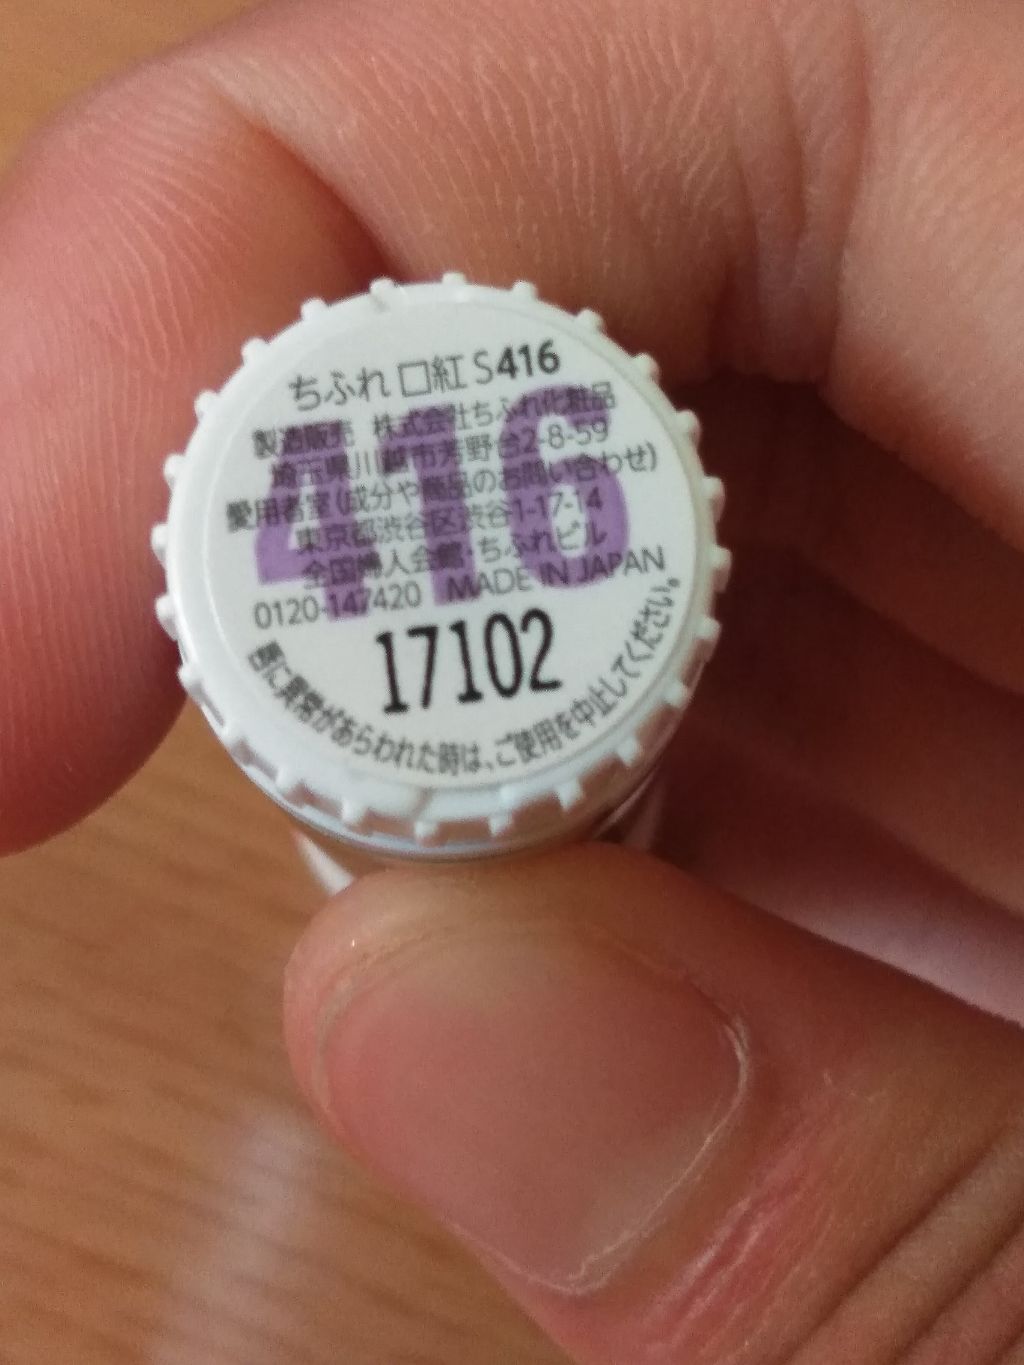 ちふれ 口紅 S416
416
製造販売 株式会社ちふれ化粧品
埼玉県川越市芳野台2-8-59
愛用者室(成分や商品のお問い合わせ)
東京都渋谷区渋谷1-17-14
全国婦人会館・ちふれビル
0120-147420 MADE IN JAPAN
17102
唇に異常があらわれた時は、ご使用を中止してください。